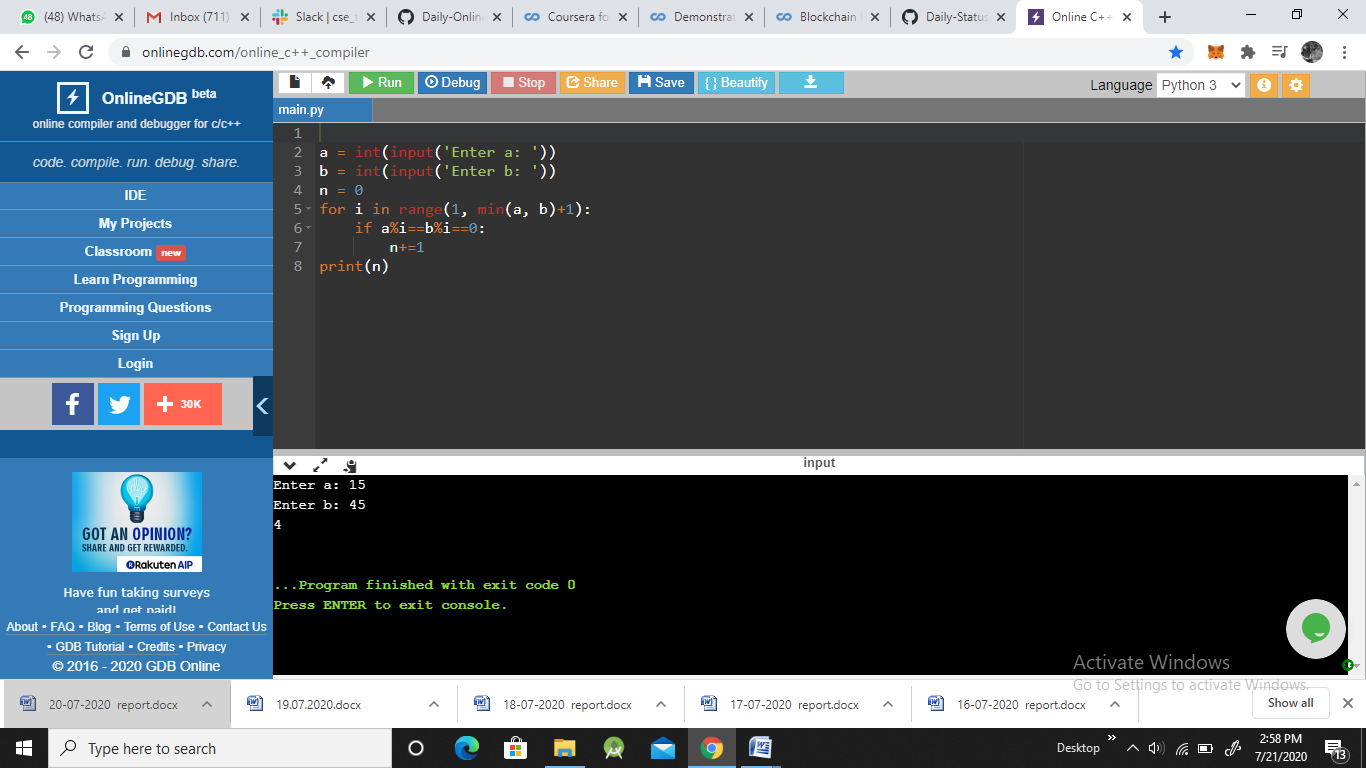 (48) Whats
Inbox (711)
Slack | cse_
Daily-Onlin
Coursera fo
Demonstrat
Blockchain
Daily-Status
Online C++
onlinegdb.com/online_c++_compiler
OnlineGDB beta
online compiler and debugger for c/c++
code. compile. run. debug. share.
IDE
My Projects
Classroom new
Learn Programming
Programming Questions
Sign Up
Login
f
+ 30K
GOT AN OPINION?
SHARE AND GET REWARDED.
Rakuten AIP
Have fun taking surveys
and get paid!
About • FAQ • Blog • Terms of Use • Contact Us
• GDB Tutorial • Credits • Privacy
© 2016 - 2020 GDB Online
Run Debug Stop Share Save { } Beautify
Language Python 3
main.py
1
2 a = int(input('Enter a: '))
3 b = int(input('Enter b: '))
4 n = 0
5 for i in range(1, min(a, b)+1):
6 if a%i==b%i==0:
7 n+=1
8 print(n)
input
Enter a: 15
Enter b: 45
4
...Program finished with exit code 0
Press ENTER to exit console.
Activate Windows
Go to Settings to activate Windows.
20-07-2020 report.docx
19.07.2020.docx
18-07-2020 report.docx
17-07-2020 report.docx
16-07-2020 report.docx
Show all
Type here to search
Desktop
2:58 PM
7/21/2020
13